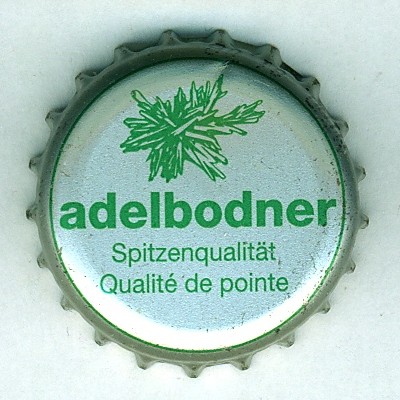 adelbodner
Spitzenqualität
Qualité de pointe